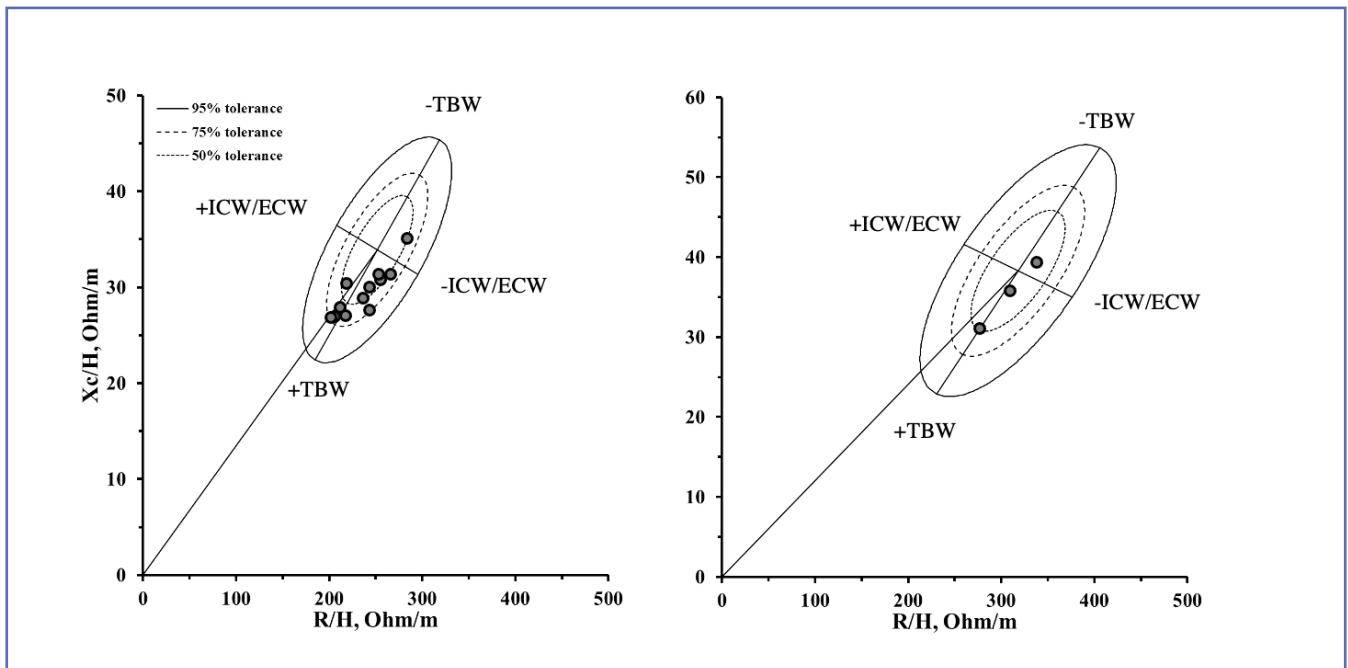 50
40
30
20
10
0
Xc/H, Ohm/m
95% tolerance
75% tolerance
50% tolerance
-TBW
+ICW/ECW
-ICW/ECW
+TBW
0 100 200 300 400 500
R/H, Ohm/m
60
50
40
30
20
10
0
-TBW
+ICW/ECW
-ICW/ECW
+TBW
0 100 200 300 400 500
R/H, Ohm/m